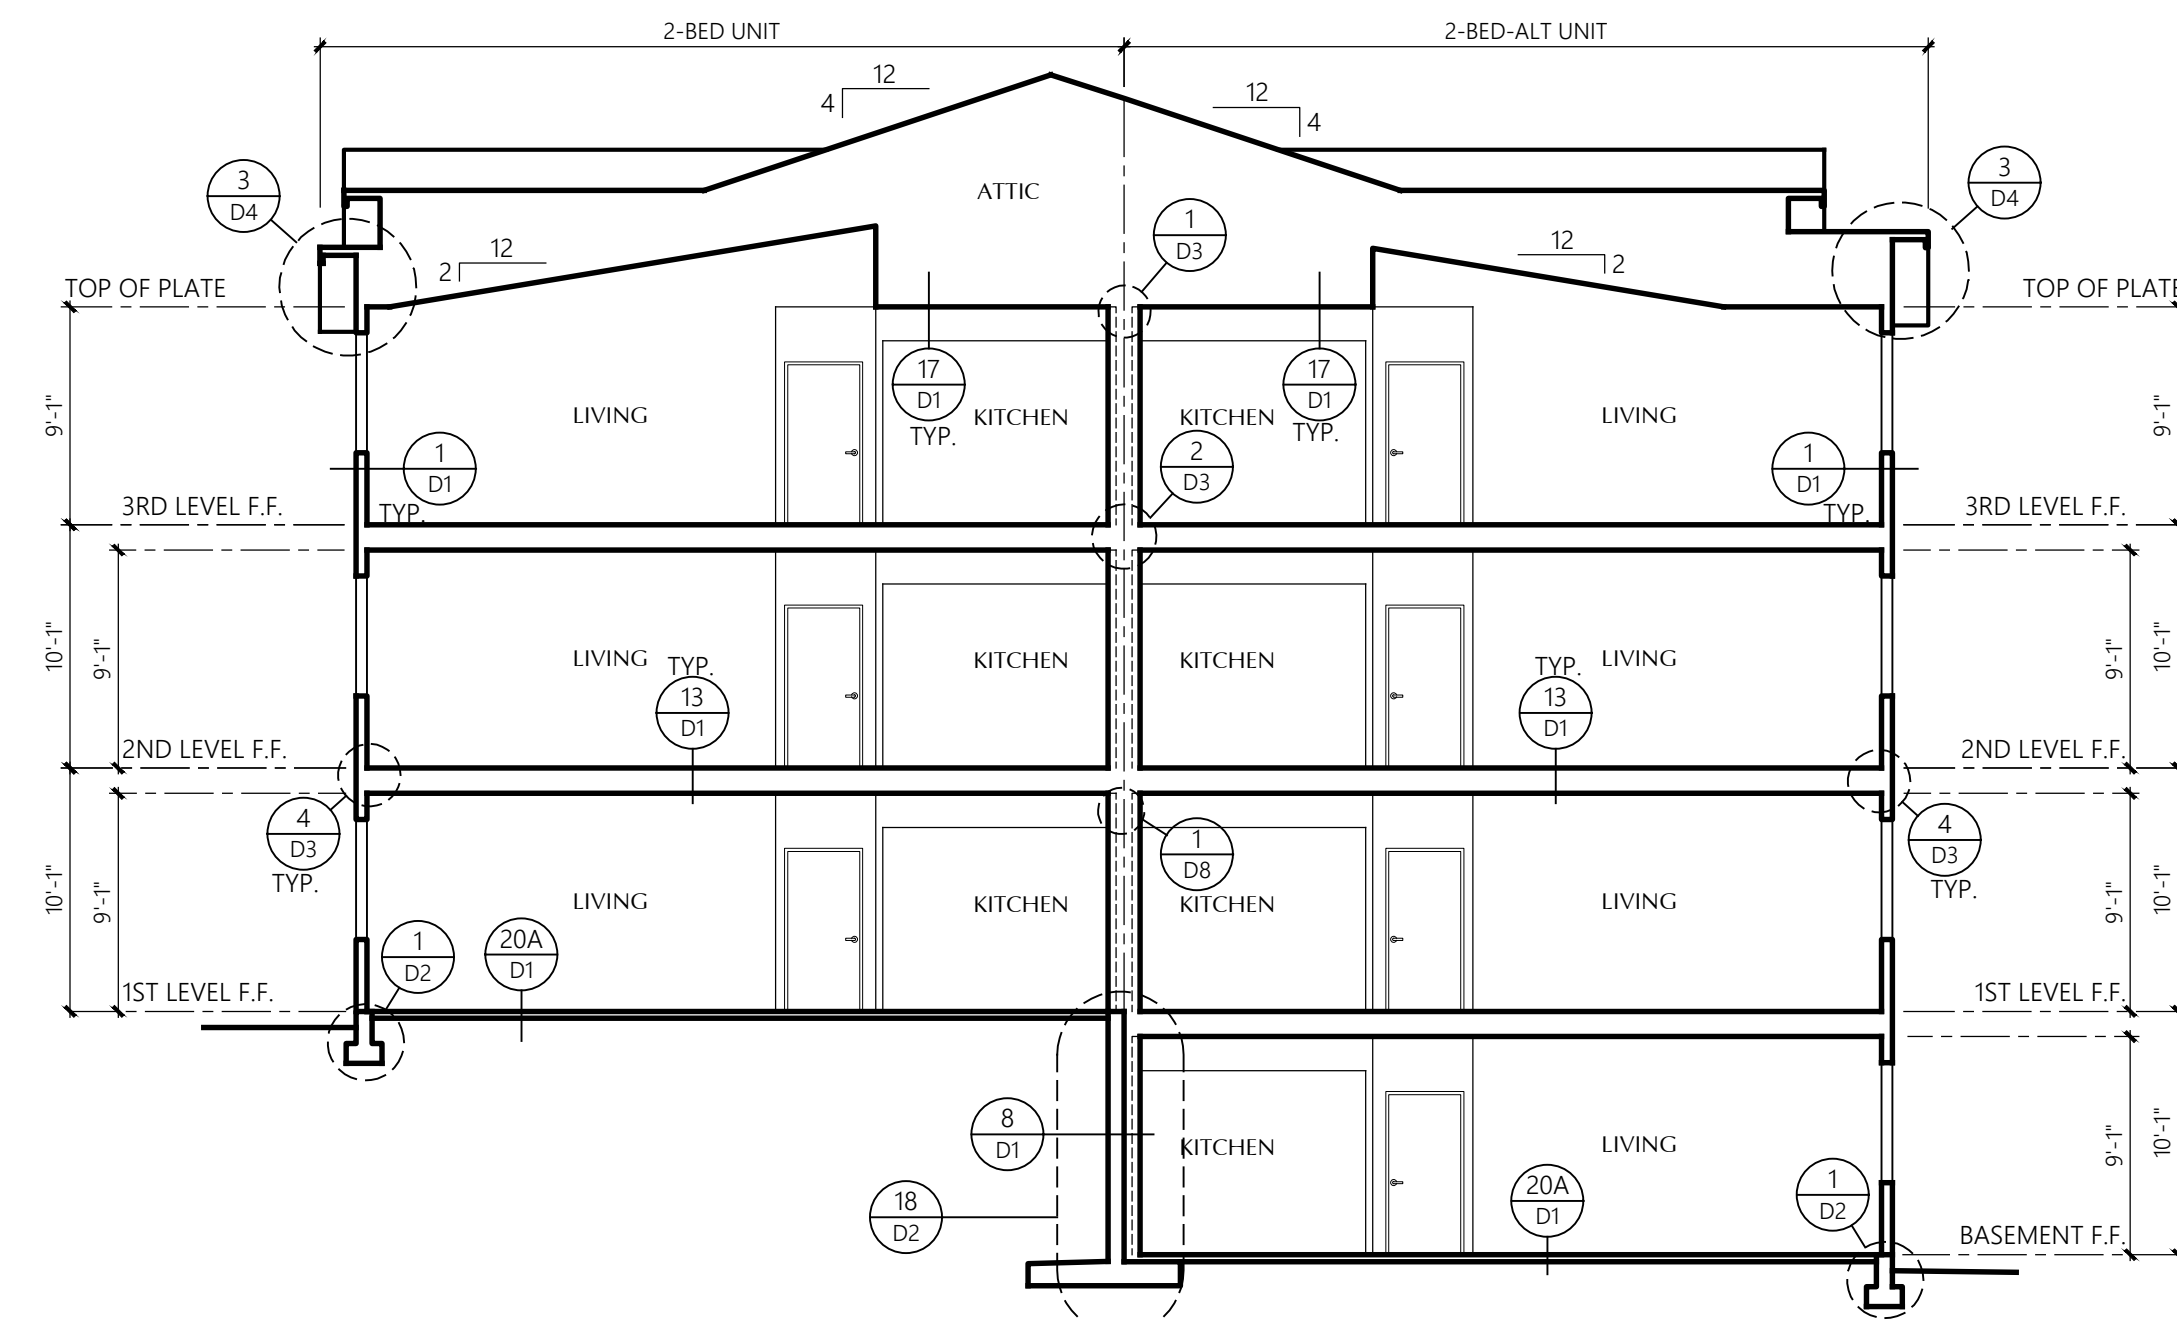 2-BED UNIT
2-BED-ALT UNIT
12
4
12
4
3
D4
3
D4
ATTIC
1
D3
12
2
12
2
TOP OF PLATE
TOP OF PLATE
17
D1
TYP.
17
D1
TYP.
9'-1"
LIVING
KITCHEN
KITCHEN
LIVING
9'-1"
1
D1
TYP.
2
D3
1
D1
TYP.
3RD LEVEL F.F.
3RD LEVEL F.F.
10'-1"
9'-1"
LIVING
TYP.
13
D1
KITCHEN
KITCHEN
TYP.
13
D1
LIVING
9'-1"
10'-1"
2ND LEVEL F.F.
2ND LEVEL F.F.
4
D3
TYP.
1
D8
4
D3
TYP.
10'-1"
9'-1"
LIVING
KITCHEN
KITCHEN
LIVING
9'-1"
10'-1"
1
D2
20A
D1
1ST LEVEL F.F.
1ST LEVEL F.F.
8
D1
KITCHEN
LIVING
9'-1"
10'-1"
18
D2
20A
D1
1
D2
BASEMENT F.F.